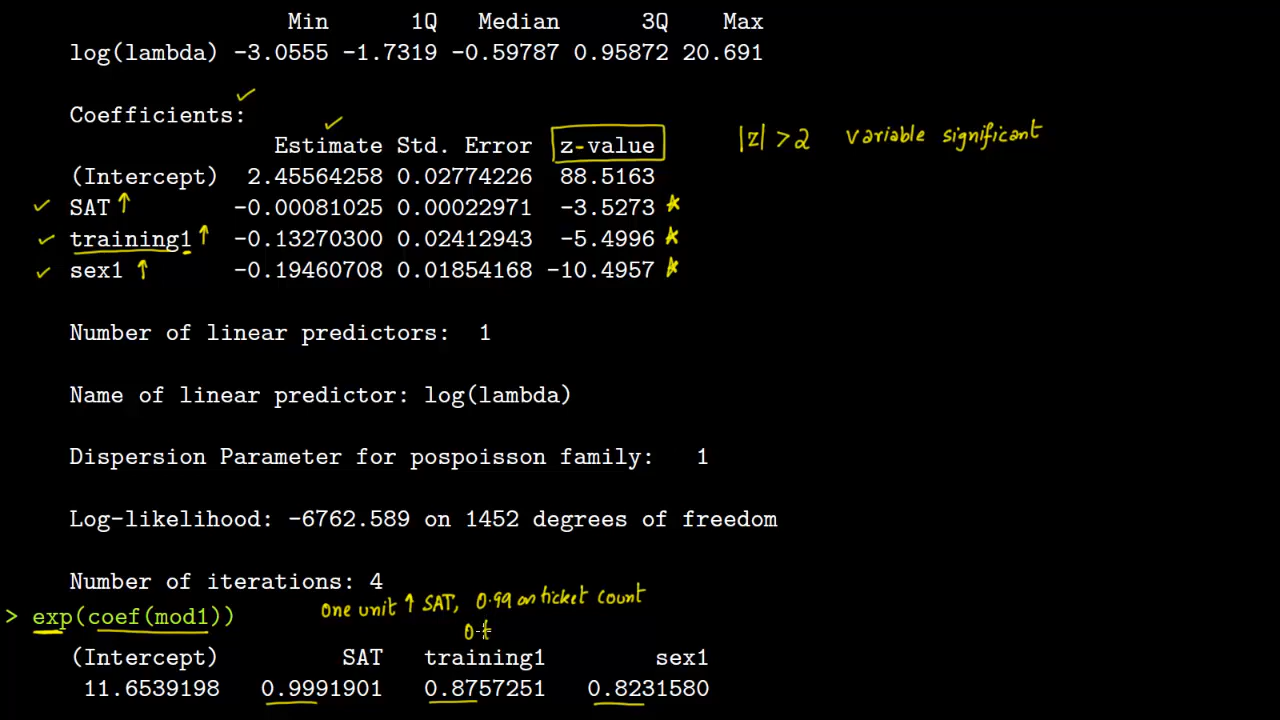 Min 1Q Median 3Q Max
log(lambda) -3.0555 -1.7319 -0.59787 0.95872 20.691
Coefficients:
Estimate Std. Error z-value |z| > 2 variable significant
(Intercept) 2.45564258 0.02774226 88.5163
SAT ↑ -0.00081025 0.00022971 -3.5273 *
training1 ↑ -0.13270300 0.02412943 -5.4996 *
sex1 ↑ -0.19460708 0.01854168 -10.4957 *
Number of linear predictors: 1
Name of linear predictor: log(lambda)
Dispersion Parameter for pospoisson family: 1
Log-likelihood: -6762.589 on 1452 degrees of freedom
Number of iterations: 4
> exp(coef(mod1)) One unit ↑ SAT, 0.99 on ticket count
(Intercept) SAT training1 sex1
11.6539198 0.9991901 0.8757251 0.8231580